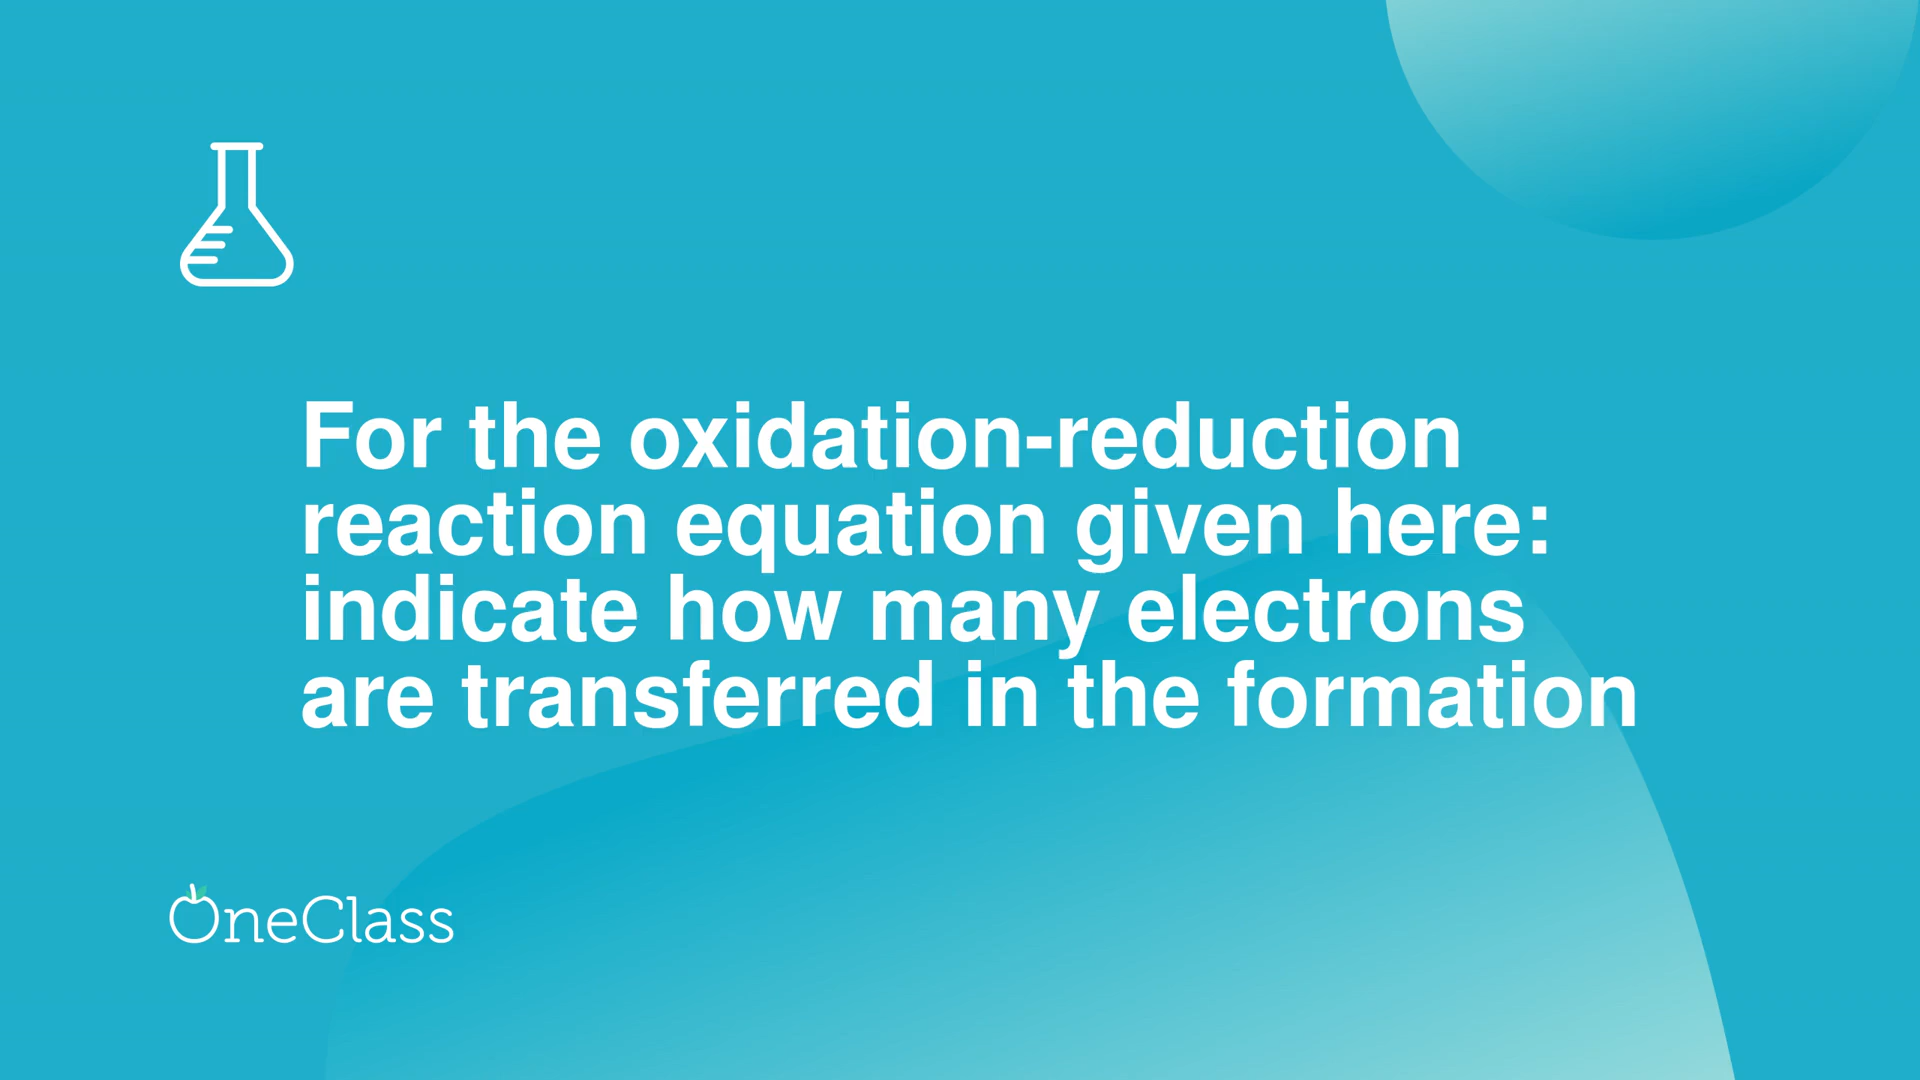 For the oxidation-reduction
reaction equation given here:
indicate how many electrons
are transferred in the formation
OneClass